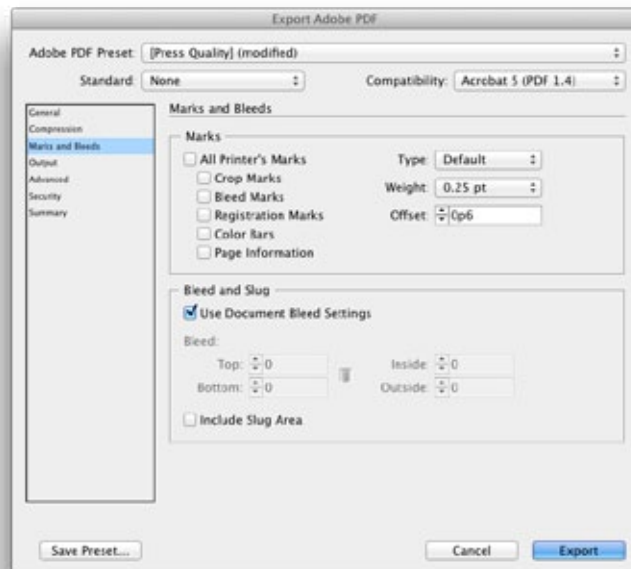 Export Adobe PDF
Adobe PDF Preset: [Press Quality] (modified)
Standard: None Compatibility: Acrobat 5 (PDF 1.4)
General
Compression
Marks and Bleeds
Output
Advanced
Security
Summary
Marks and Bleeds
Marks
All Printer's Marks
Crop Marks
Bleed Marks
Registration Marks
Color Bars
Page Information
Type: Default
Weight: 0.25 pt
Offset: 0p6
Bleed and Slug
Use Document Bleed Settings
Bleed:
Top: 0 Inside: 0
Bottom: 0 Outside: 0
Include Slug Area
Save Preset... Cancel Export